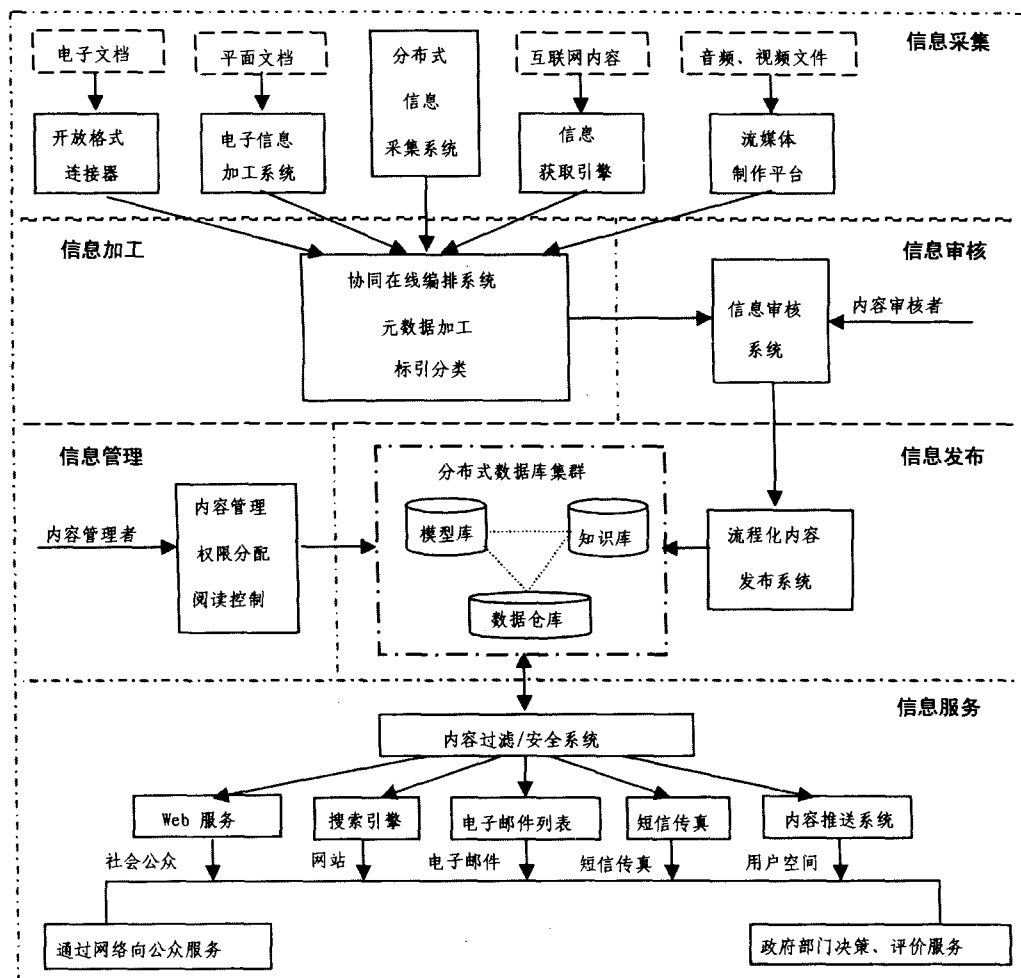 信息采集
电子文档
平面文档
分布式
信息
采集系统
互联网内容
音频、视频文件
开放格式
连接器
电子信息
加工系统
信息
获取引擎
流媒体
制作平台
信息加工
信息审核
协同在线编排系统
元数据加工
标引分类
信息审核
系统
内容审核者
信息管理
信息发布
分布式数据库集群
内容管理者
内容管理
权限分配
阅读控制
模型库
知识库
数据仓库
流程化内容
发布系统
信息服务
内容过滤/安全系统
Web 服务
搜索引擎
电子邮件列表
短信传真
内容推送系统
社会公众
网站
电子邮件
短信传真
用户空间
通过网络向公众服务
政府部门决策、评价服务